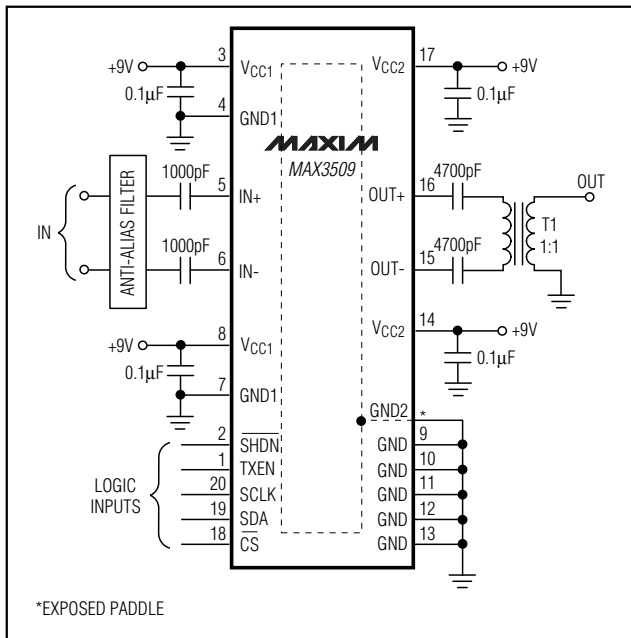 3
17
+9V
VCC1
VCC2
+9V
0.1µF
4
GND1
0.1µF
MAXIM
MAX3509
1000pF
5
IN+
4700pF
16
OUT+
OUT
IN
ANTI-ALIAS FILTER
T1
1:1
1000pF
6
IN-
4700pF
15
OUT-
8
+9V
VCC1
14
VCC2
+9V
0.1µF
7
GND1
0.1µF
GND2
*
2
SHDN
9
GND
1
TXEN
10
GND
LOGIC
INPUTS
20
SCLK
11
GND
19
SDA
12
GND
18
CS
13
GND
*EXPOSED PADDLE